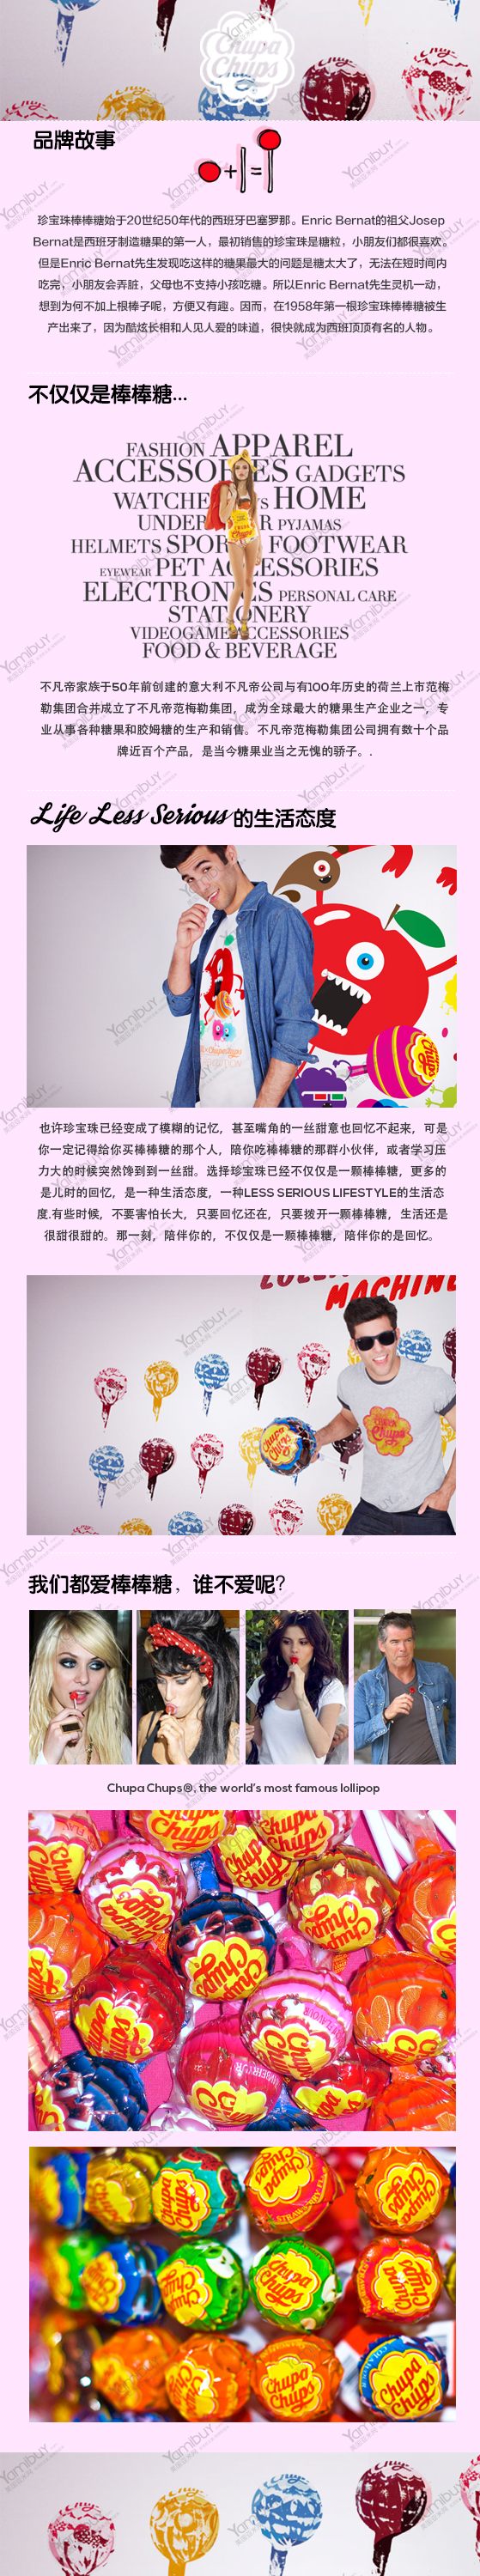 Chupa
Chups
品牌故事
珍宝珠棒棒糖始于20世纪50年代的西班牙巴塞罗那。Enric Bernat的祖父Josep
Bernat是西班牙制造糖果的第一人，最初销售的珍宝珠是糖粒，小朋友们都很喜欢。
但是Enric Bernat先生发现吃这样的糖果最大的问题是糖太大了，无法在短时间内
吃完，小朋友会弄脏，父母也不支持小孩吃糖。所以Enric Bernat先生灵机一动，
想到为何不加上根棒子呢，方便又有趣。因而，在1958年第一根珍宝珠棒棒糖被生
产出来了，因为酷炫长相和人见人爱的味道，很快就成为西班顶顶有名的人物。
不仅仅是棒棒糖...
FASHION APPAREL
ACCESSORIES GADGETS
WATCHE S HOME
UNDER R PYJAMAS
HELMETS SPOR FOOTWEAR
EYEWEAR PET ACCESSORIES
ELECTRONICS PERSONAL CARE
STATIONERY
VIDEOGAME ACCESSORIES
FOOD & BEVERAGE
不凡帝家族于50年前创建的意大利不凡帝公司与有100年历史的荷兰上市范梅
勒集团合并成立了不凡帝范梅勒集团，成为全球最大的糖果生产企业之一，专
业从事各种糖果和胶姆糖的生产和销售。不凡帝范梅勒集团公司拥有数十个品
牌近百个产品，是当今糖果业当之无愧的骄子。.
Life Less Serious的生活态度
也许珍宝珠已经变成了模糊的记忆，甚至嘴角的一丝甜意也回忆不起来，可是
你一定记得给你买棒棒糖的那个人，陪你吃棒棒糖的那群小伙伴，或者学习压
力大的时候突然馋到到一丝甜。选择珍宝珠已经不仅仅是一颗棒棒糖，更多的
是儿时的回忆，是一种生活态度，一种LESS SERIOUS LIFESTYLE的生活态
度.有些时候，不要害怕长大，只要回忆还在，只要拨开一颗棒棒糖，生活还是
很甜很甜的。那一刻，陪伴你的，不仅仅是一颗棒棒糖，陪伴你的是回忆。
MACHINE
Chupa
Chups
我们都爱棒棒糖，谁不爱呢?
Chupa Chups®, the world's most famous lollipop
Chupa
Chups
Chupa
Chups
Yamibuy